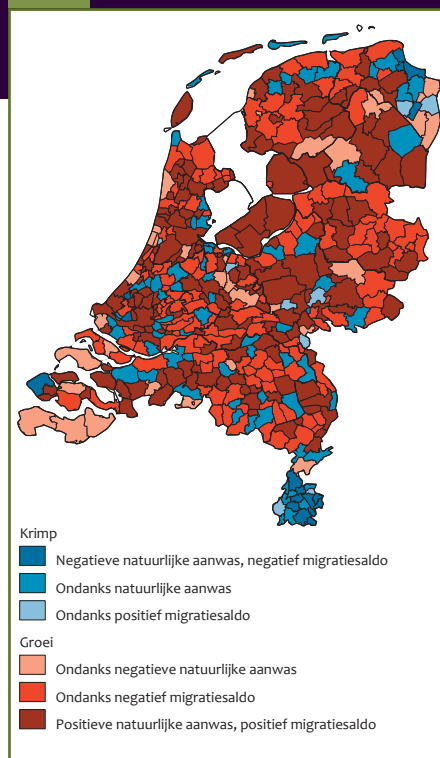 Krimp
Negatieve natuurlijke aanwas, negatief migratiesaldo
Ondanks natuurlijke aanwas
Ondanks positief migratiesaldo
Groei
Ondanks negatieve natuurlijke aanwas
Ondanks negatief migratiesaldo
Positieve natuurlijke aanwas, positief migratiesaldo